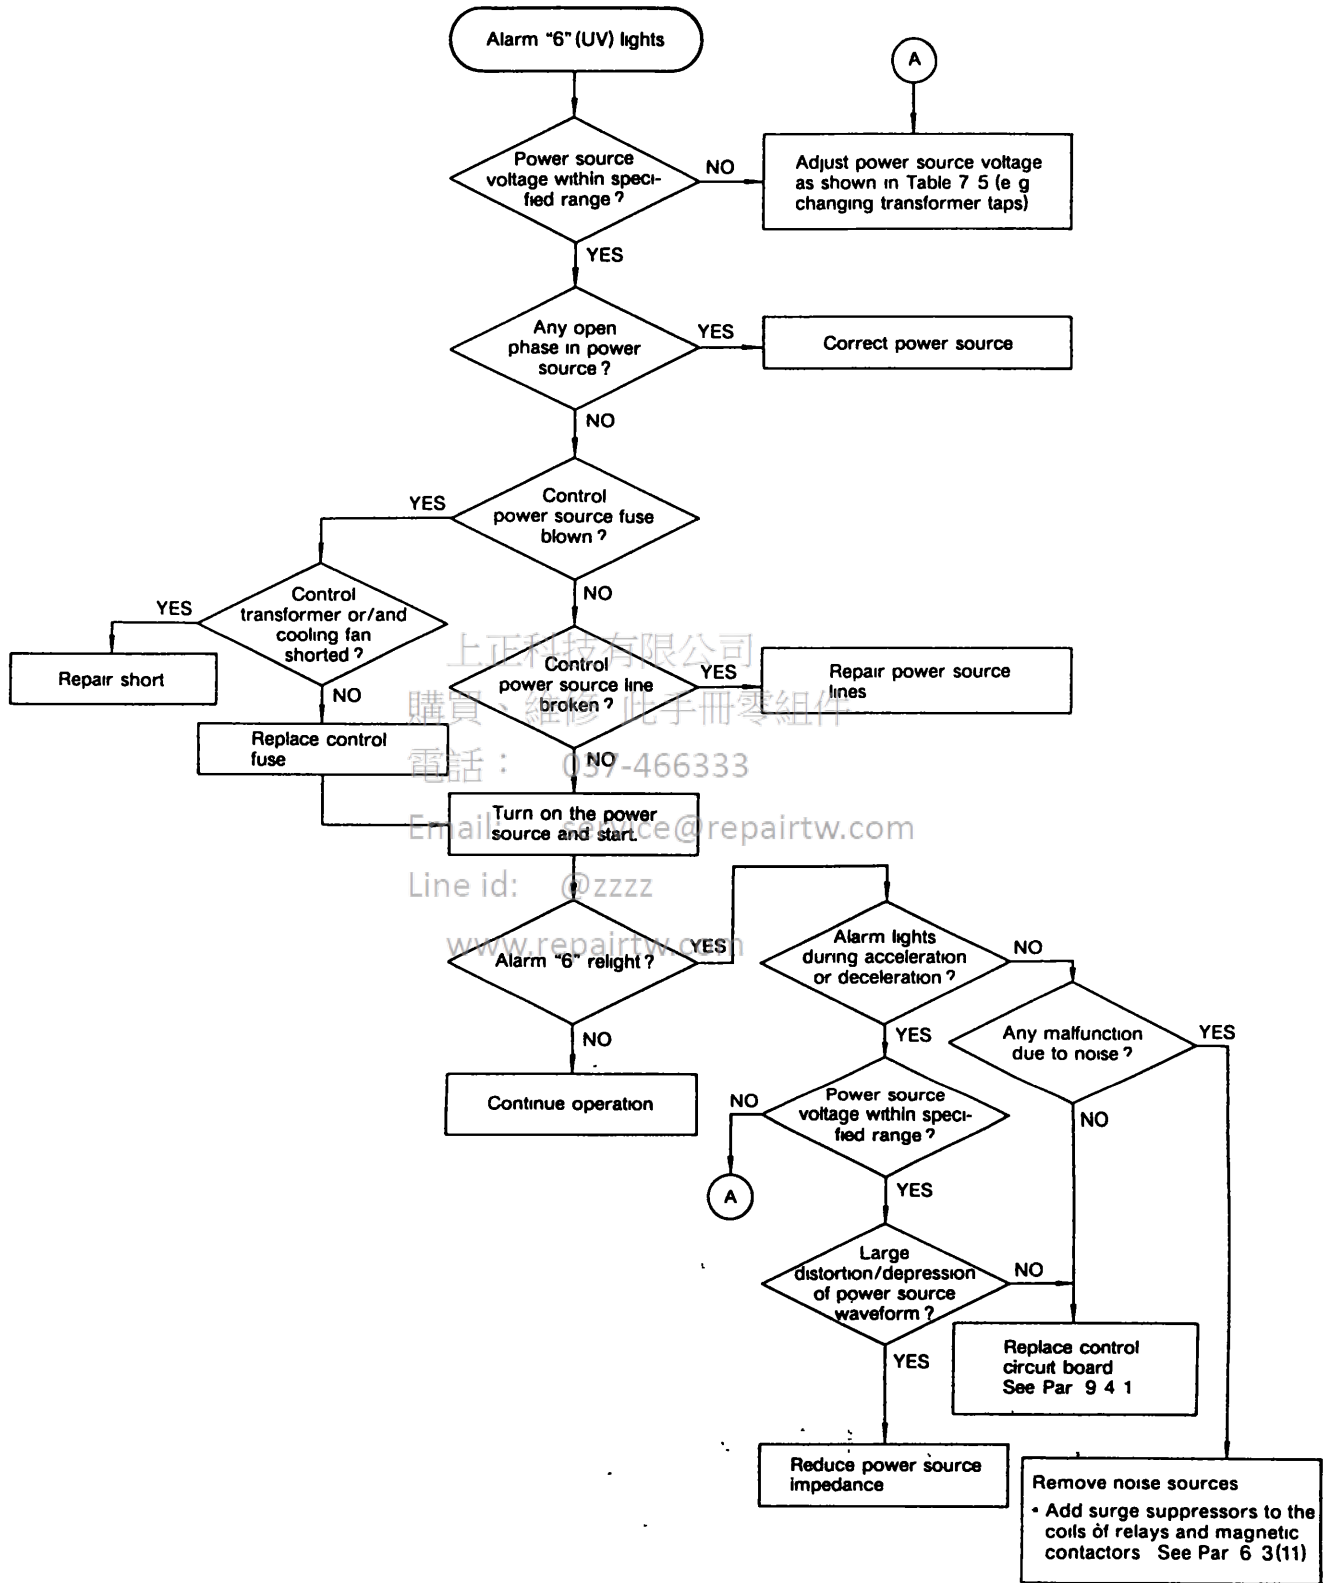 Alarm "6" (UV) lights
A
Power source
voltage within speci-
fied range?
NO
Adjust power source voltage
as shown in Table 7 5 (e g
changing transformer taps)
YES
Any open
phase in power
source?
YES
Correct power source
NO
Control
power source fuse
blown?
YES
NO
Control
transformer or/and
cooling fan
shorted?
YES
Repair short
NO
Replace control
fuse
Control
power source line
broken?
YES
Repair power source
lines
NO
Turn on the power
source and start.
上正科技有限公司
購買、維修 此手冊零組件
電話： 037-466333
Email: service@repairtw.com
Line id: @zzzz
www.repairtw.com
Alarm "6" relight?
YES
NO
Continue operation
Alarm lights
during acceleration
or deceleration?
NO
YES
Any malfunction
due to noise?
YES
NO
Power source
voltage within speci-
fied range?
NO
A
YES
Large
distortion/depression
of power source
waveform?
NO
YES
Replace control
circuit board
See Par 9 4 1
Reduce power source
impedance
Remove noise sources
• Add surge suppressors to the
coils of relays and magnetic
contactors See Par 6 3(11)